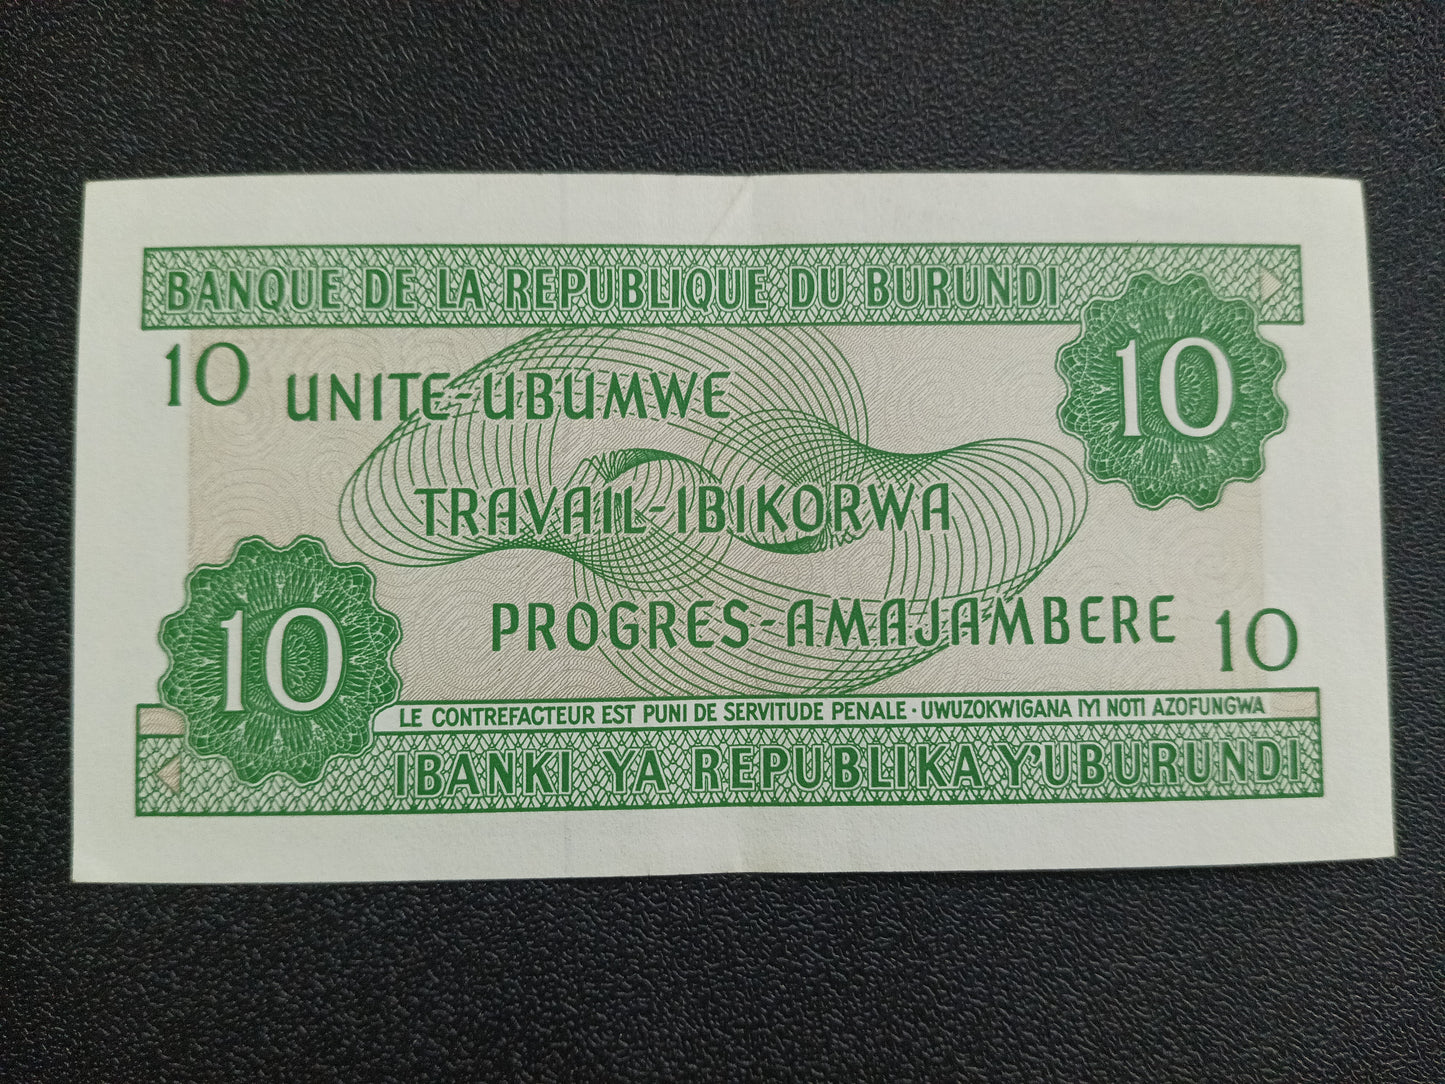 BANQUE DE LA REPUBLIQUE DU BURUNDI
10
10
UNITE-UBUMWE
TRAVAIL-IBIKORWA
PROGRES-AMAJAMBERE
10
10
LE CONTREFACTEUR EST PUNI DE SERVITUDE PENALE · UWUZOKWIGANA IYI NOTI AZOFUNGWA
IBANKI YA REPUBLIKA Y'UBURUNDI